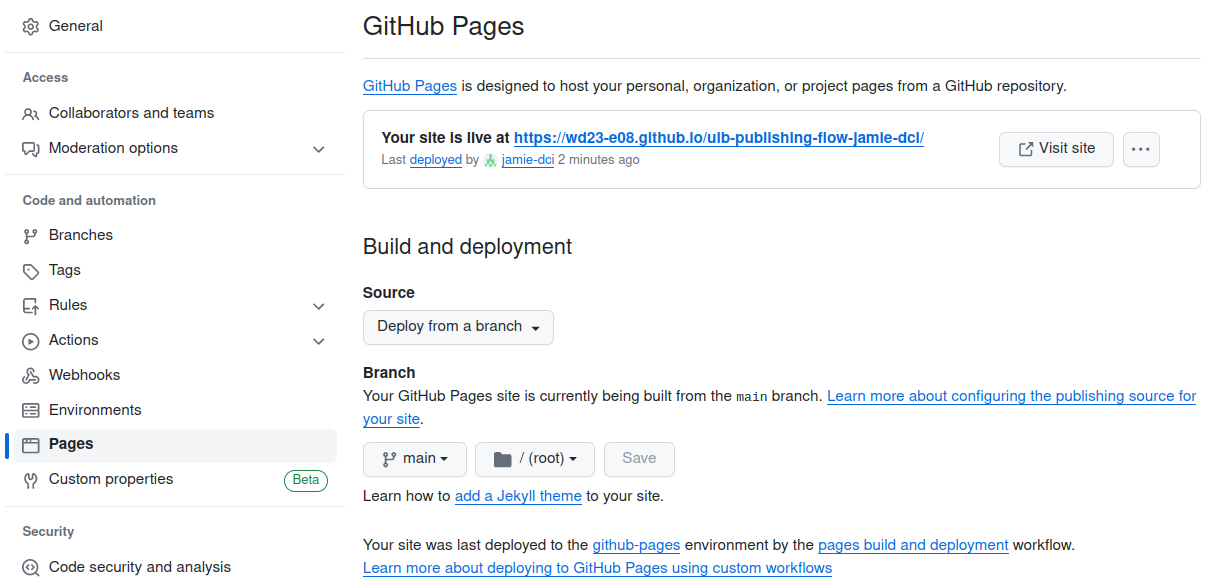 General
Access
Collaborators and teams
Moderation options
Code and automation
Branches
Tags
Rules
Actions
Webhooks
Environments
Pages
Custom properties
Beta
Security
Code security and analysis
GitHub Pages
GitHub Pages is designed to host your personal, organization, or project pages from a GitHub repository.
Your site is live at https://wd23-e08.github.io/uib-publishing-flow-jamie-dci/
Last deployed by jamie-dci 2 minutes ago
Visit site
Build and deployment
Source
Deploy from a branch
Branch
Your GitHub Pages site is currently being built from the main branch. Learn more about configuring the publishing source for
your site.
main
/ (root)
Save
Learn how to add a Jekyll theme to your site.
Your site was last deployed to the github-pages environment by the pages build and deployment workflow.
Learn more about deploying to GitHub Pages using custom workflows